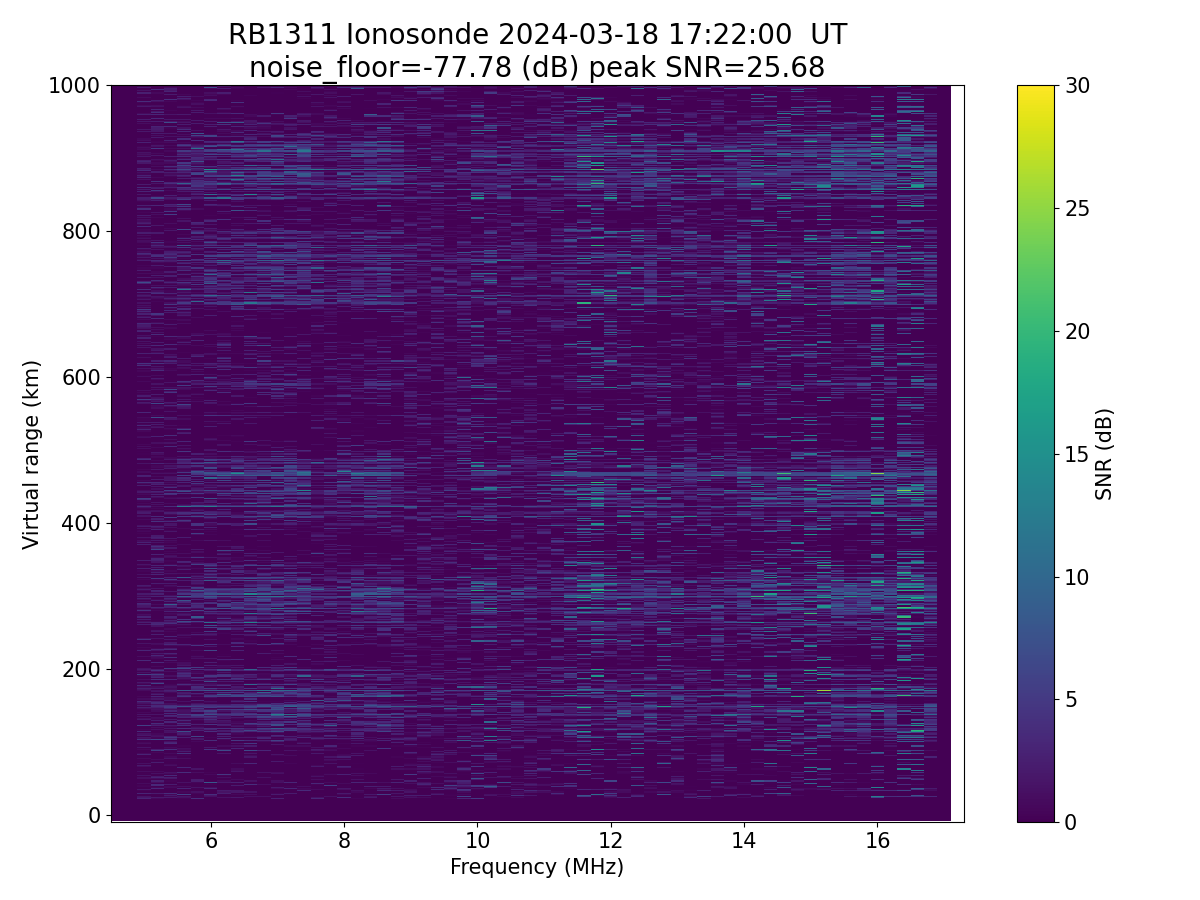 RB1311 Ionosonde 2024-03-18 17:22:00  UT
noise_floor=-77.78 (dB) peak SNR=25.68
1000
800
600
400
200
0
Virtual range (km)
6 8 10 12 14 16
Frequency (MHz)
30
25
20
15
10
5
0
SNR (dB)